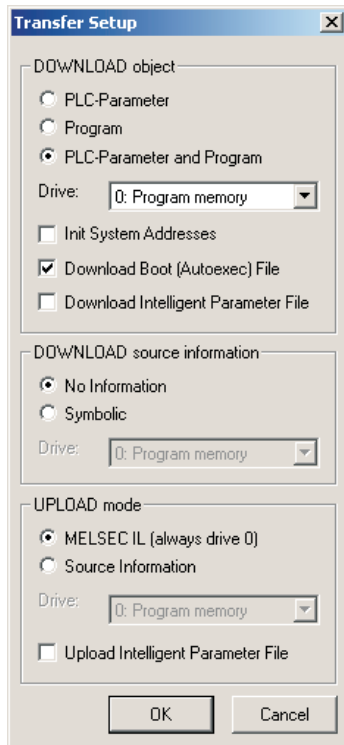 Transfer Setup
DOWNLOAD object
PLC-Parameter
Program
PLC-Parameter and Program
Drive: 0: Program memory
Init System Addresses
Download Boot (Autoexec) File
Download Intelligent Parameter File
DOWNLOAD source information
No Information
Symbolic
Drive: 0: Program memory
UPLOAD mode
MELSEC IL (always drive 0)
Source Information
Drive: 0: Program memory
Upload Intelligent Parameter File
OK Cancel